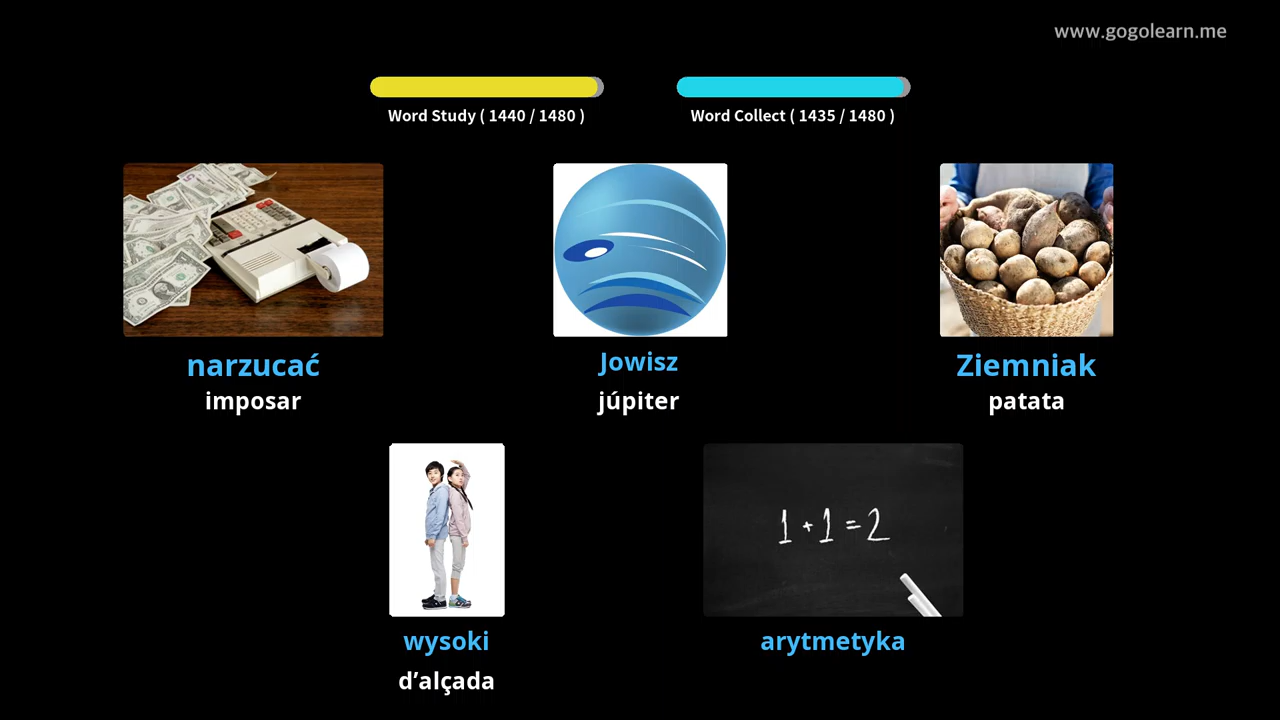 www.gogolearn.me
Word Study ( 1440 / 1480 )
Word Collect ( 1435 / 1480 )
narzucać
imposar
Jowisz
júpiter
Ziemniak
patata
1 + 1 = 2
wysoki
d’alçada
arytmetyka